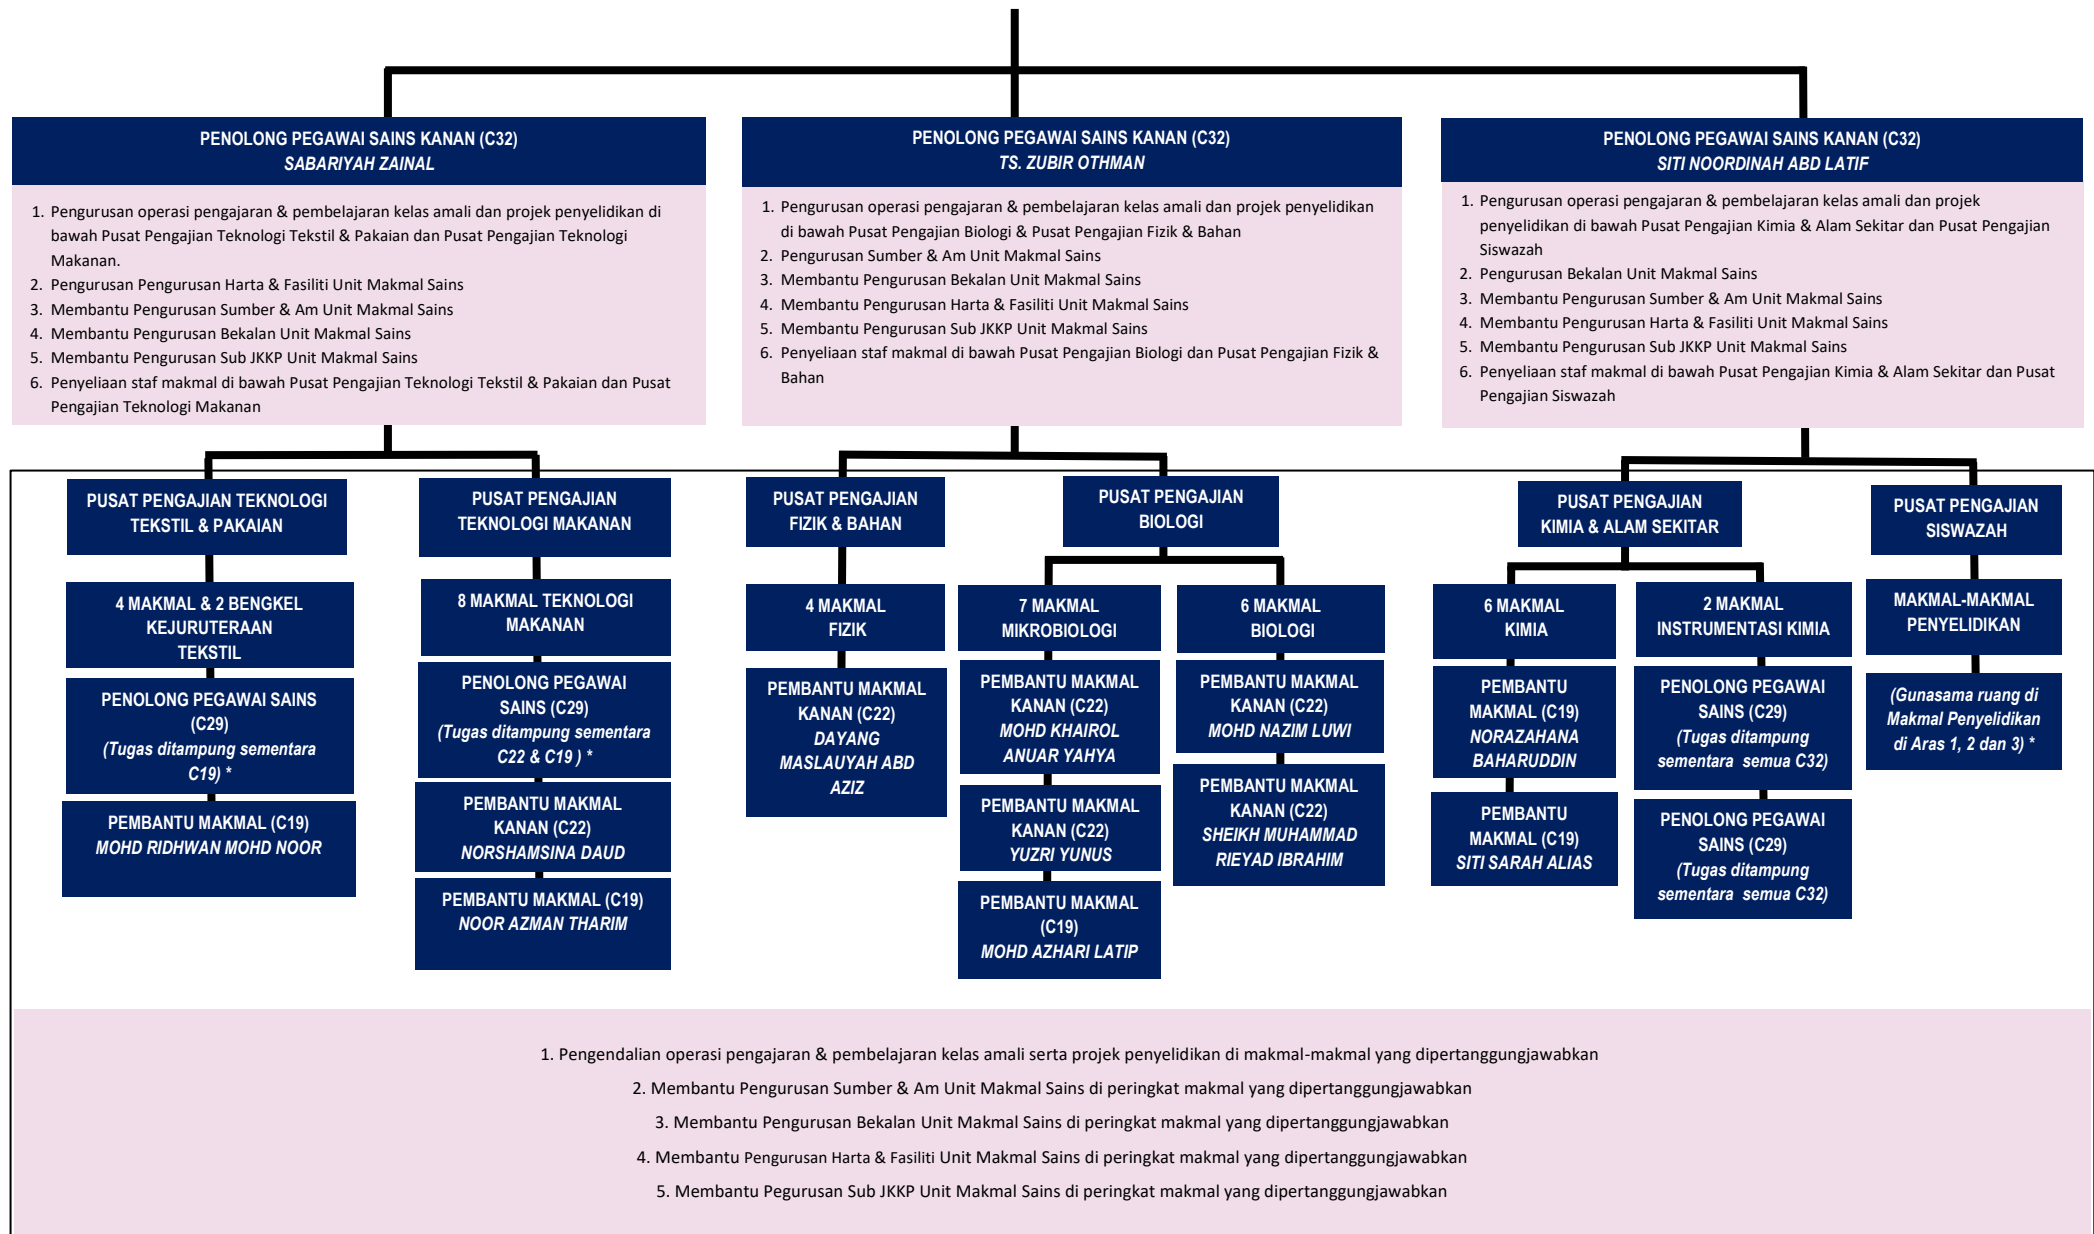 PENOLONG PEGAWAI SAINS KANAN (C32)
SABARIYAH ZAINAL
1. Pengurusan operasi pengajaran & pembelajaran kelas amali dan projek penyelidikan di
bawah Pusat Pengajian Teknologi Tekstil & Pakaian dan Pusat Pengajian Teknologi
Makanan.
2. Pengurusan Pengurusan Harta & Fasiliti Unit Makmal Sains
3. Membantu Pengurusan Sumber & Am Unit Makmal Sains
4. Membantu Pengurusan Bekalan Unit Makmal Sains
5. Membantu Pengurusan Sub JKKP Unit Makmal Sains
6. Penyeliaan staf makmal di bawah Pusat Pengajian Teknologi Tekstil & Pakaian dan Pusat
Pengajian Teknologi Makanan
PENOLONG PEGAWAI SAINS KANAN (C32)
TS. ZUBIR OTHMAN
1. Pengurusan operasi pengajaran & pembelajaran kelas amali dan projek penyelidikan
di bawah Pusat Pengajian Biologi & Pusat Pengajian Fizik & Bahan
2. Pengurusan Sumber & Am Unit Makmal Sains
3. Membantu Pengurusan Bekalan Unit Makmal Sains
4. Membantu Pengurusan Harta & Fasiliti Unit Makmal Sains
5. Membantu Pengurusan Sub JKKP Unit Makmal Sains
6. Penyeliaan staf makmal di bawah Pusat Pengajian Biologi dan Pusat Pengajian Fizik &
Bahan
PENOLONG PEGAWAI SAINS KANAN (C32)
SITI NOORDINAH ABD LATIF
1. Pengurusan operasi pengajaran & pembelajaran kelas amali dan projek
penyelidikan di bawah Pusat Pengajian Kimia & Alam Sekitar dan Pusat Pengajian
Siswazah
2. Pengurusan Bekalan Unit Makmal Sains
3. Membantu Pengurusan Sumber & Am Unit Makmal Sains
4. Membantu Pengurusan Harta & Fasiliti Unit Makmal Sains
5. Membantu Pengurusan Sub JKKP Unit Makmal Sains
6. Penyeliaan staf makmal di bawah Pusat Pengajian Kimia & Alam Sekitar dan Pusat
Pengajian Siswazah
PUSAT PENGAJIAN TEKNOLOGI
TEKSTIL & PAKAIAN
4 MAKMAL & 2 BENGKEL
KEJURUTERAAN
TEKSTIL
PENOLONG PEGAWAI SAINS
(C29)
(Tugas ditampung sementara
C19) *
PEMBANTU MAKMAL (C19)
MOHD RIDHWAN MOHD NOOR
PUSAT PENGAJIAN
TEKNOLOGI MAKANAN
8 MAKMAL TEKNOLOGI
MAKANAN
PENOLONG PEGAWAI
SAINS (C29)
(Tugas ditampung sementara
C22 & C19 ) *
PEMBANTU MAKMAL
KANAN (C22)
NORSHAMSINA DAUD
PEMBANTU MAKMAL (C19)
NOOR AZMAN THARIM
PUSAT PENGAJIAN
FIZIK & BAHAN
4 MAKMAL
FIZIK
PEMBANTU MAKMAL
KANAN (C22)
DAYANG
MASLAUYAH ABD
AZIZ
PUSAT PENGAJIAN
BIOLOGI
7 MAKMAL
MIKROBIOLOGI
PEMBANTU MAKMAL
KANAN (C22)
MOHD KHAIROL
ANUAR YAHYA
PEMBANTU MAKMAL
KANAN (C22)
YUZRI YUNUS
PEMBANTU MAKMAL
(C19)
MOHD AZHARI LATIP
6 MAKMAL
BIOLOGI
PEMBANTU MAKMAL
KANAN (C22)
MOHD NAZIM LUWI
PEMBANTU MAKMAL
KANAN (C22)
SHEIKH MUHAMMAD
RIEYAD IBRAHIM
PUSAT PENGAJIAN
KIMIA & ALAM SEKITAR
6 MAKMAL
KIMIA
PEMBANTU
MAKMAL (C19)
NORAZAHANA
BAHARUDDIN
PEMBANTU
MAKMAL (C19)
SITI SARAH ALIAS
2 MAKMAL
INSTRUMENTASI KIMIA
PENOLONG PEGAWAI
SAINS (C29)
(Tugas ditampung
sementara semua C32)
PENOLONG PEGAWAI
SAINS (C29)
(Tugas ditampung
sementara semua C32)
PUSAT PENGAJIAN
SISWAZAH
MAKMAL-MAKMAL
PENYELIDIKAN
(Gunasama ruang di
Makmal Penyelidikan
di Aras 1, 2 dan 3) *
1. Pengendalian operasi pengajaran & pembelajaran kelas amali serta projek penyelidikan di makmal-makmal yang dipertanggungjawabkan
2. Membantu Pengurusan Sumber & Am Unit Makmal Sains di peringkat makmal yang dipertanggungjawabkan
3. Membantu Pengurusan Bekalan Unit Makmal Sains di peringkat makmal yang dipertanggungjawabkan
4. Membantu Pengurusan Harta & Fasiliti Unit Makmal Sains di peringkat makmal yang dipertanggungjawabkan
5. Membantu Pegurusan Sub JKKP Unit Makmal Sains di peringkat makmal yang dipertanggungjawabkan